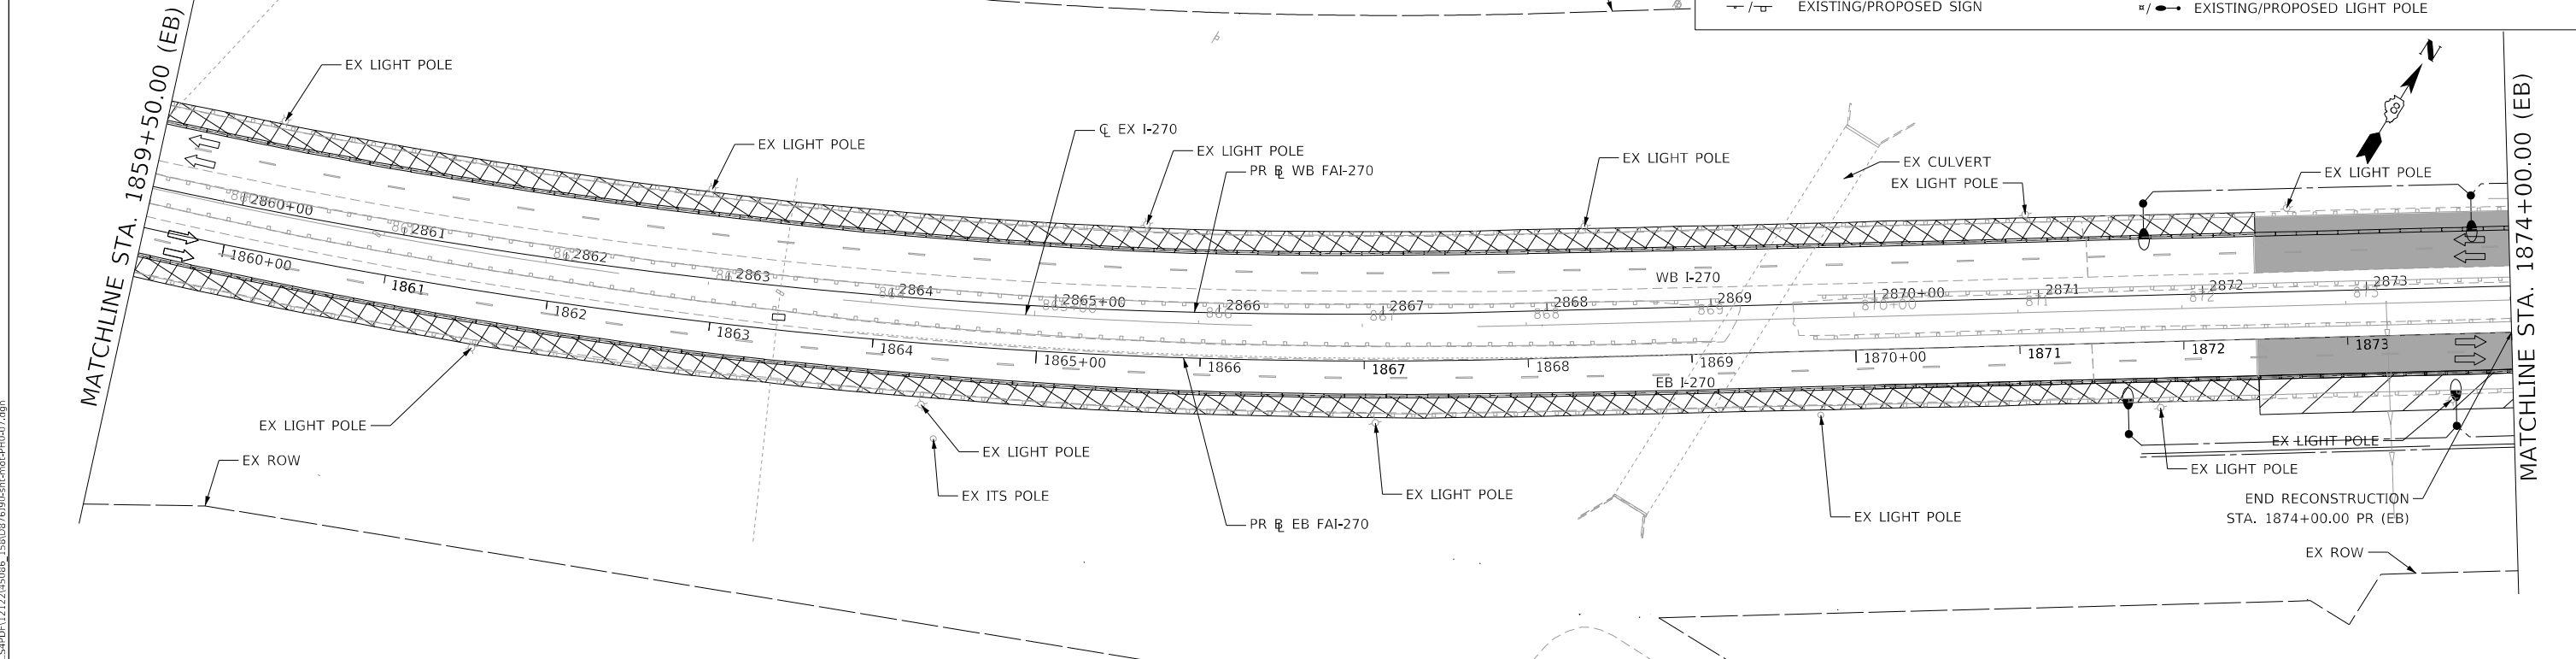 EXISTING/PROPOSED SIGN
EXISTING/PROPOSED LIGHT POLE
N
MATCHLINE STA. 1859+50.00 (EB)
MATCHLINE STA. 1874+00.00 (EB)
EX LIGHT POLE
EX LIGHT POLE
℄ EX I-270
EX LIGHT POLE
PR ⅊ WB FAI-270
EX LIGHT POLE
EX CULVERT
EX LIGHT POLE
EX LIGHT POLE
2860+00
2861
2862
2863
2864
2865+00
2866
2867
2868
2869
2870+00
2871
2872
2873
WB I-270
1860+00
1861
1862
1863
1864
1865+00
1866
1867
1868
1869
1870+00
1871
1872
1873
EB I-270
EX LIGHT POLE
EX ROW
EX LIGHT POLE
EX ITS POLE
PR ⅊ EB FAI-270
EX LIGHT POLE
EX LIGHT POLE
EX LIGHT POLE
EX LIGHT POLE
END RECONSTRUCTION
STA. 1874+00.00 PR (EB)
EX ROW